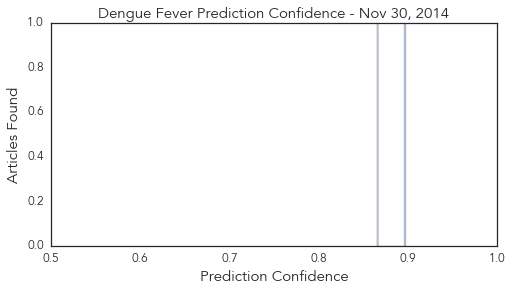 Dengue Fever Prediction Confidence - Nov 30, 2014
1.0
0.8
0.6
0.4
0.2
0.0
Articles Found
0.5 0.6 0.7 0.8 0.9 1.0
Prediction Confidence